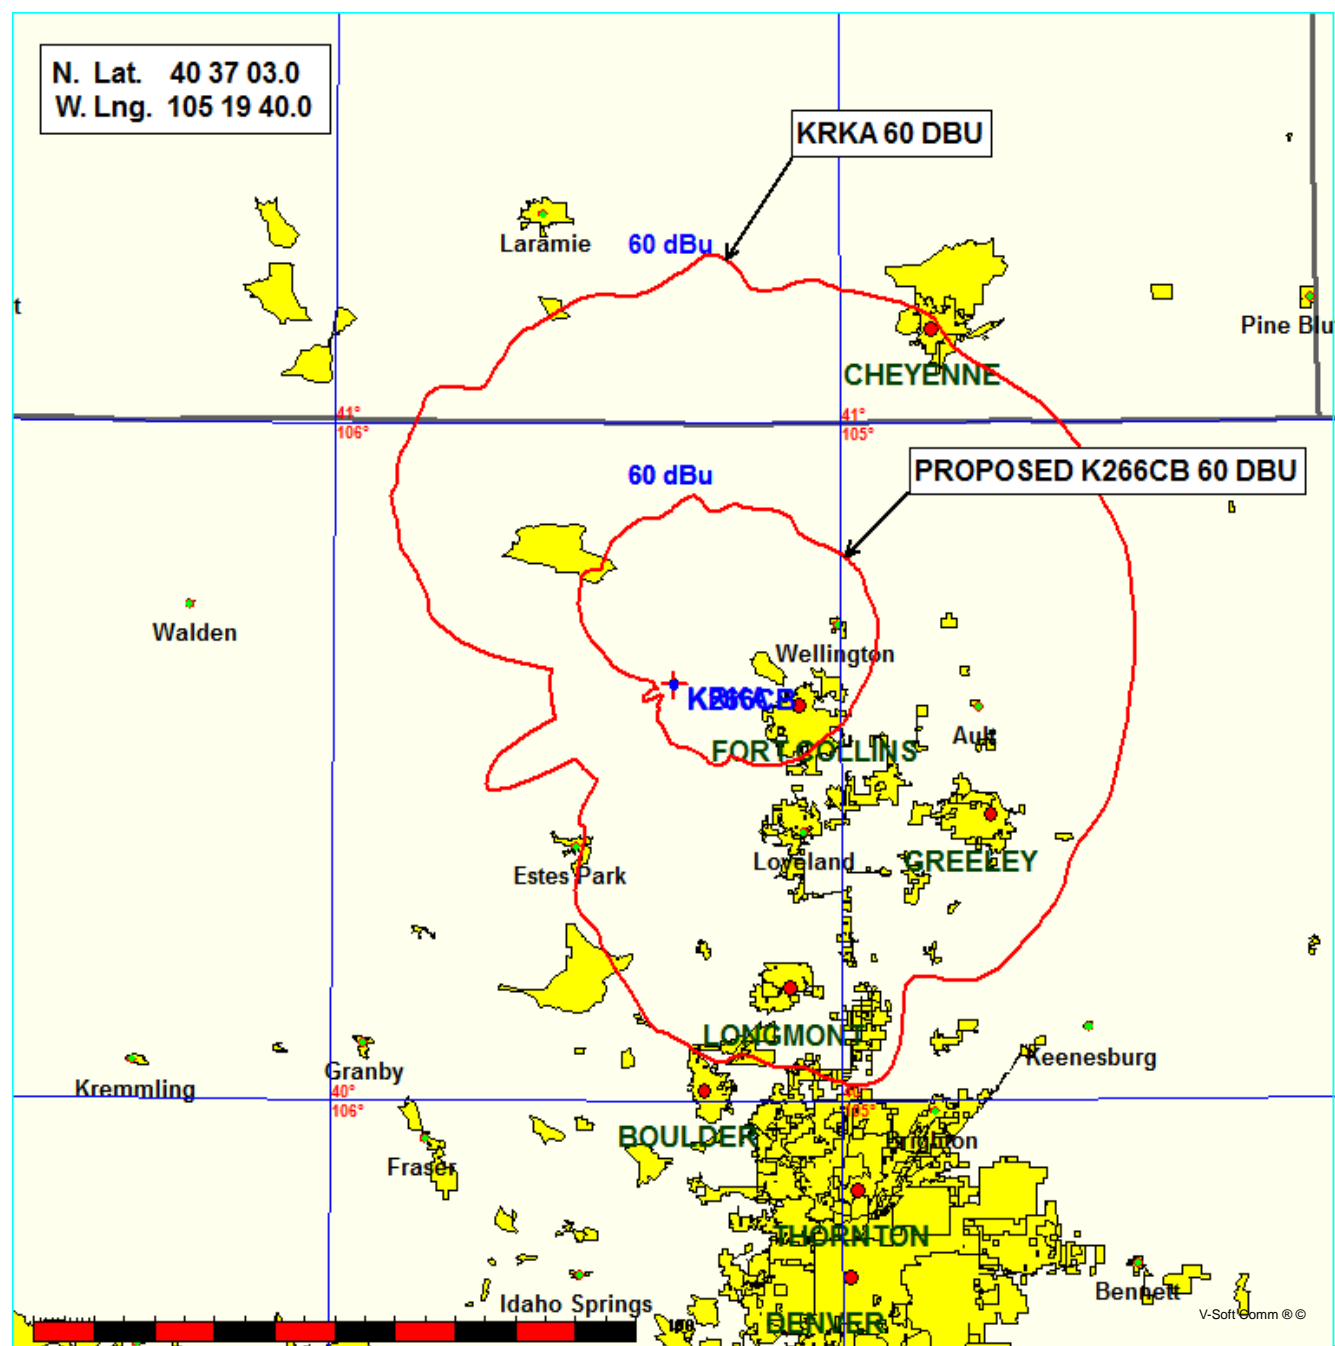 N. Lat. 40 37 03.0
W. Lng. 105 19 40.0
KRKA 60 DBU
60 dBu
Laramie
t
Pine Blu
CHEYENNE
41°
106°
41°
105°
PROPOSED K266CB 60 DBU
60 dBu
Walden
Wellington
K266CB
Ault
FORT COLLINS
Loveland
GREELEY
Estes Park
LONGMONT
Keenesburg
Granby
Kremmling
40°
106°
105°
BOULDER
Brighton
Fraser
THORNTON
Bennett
Idaho Springs
DENVER
V-Soft Comm ® ©